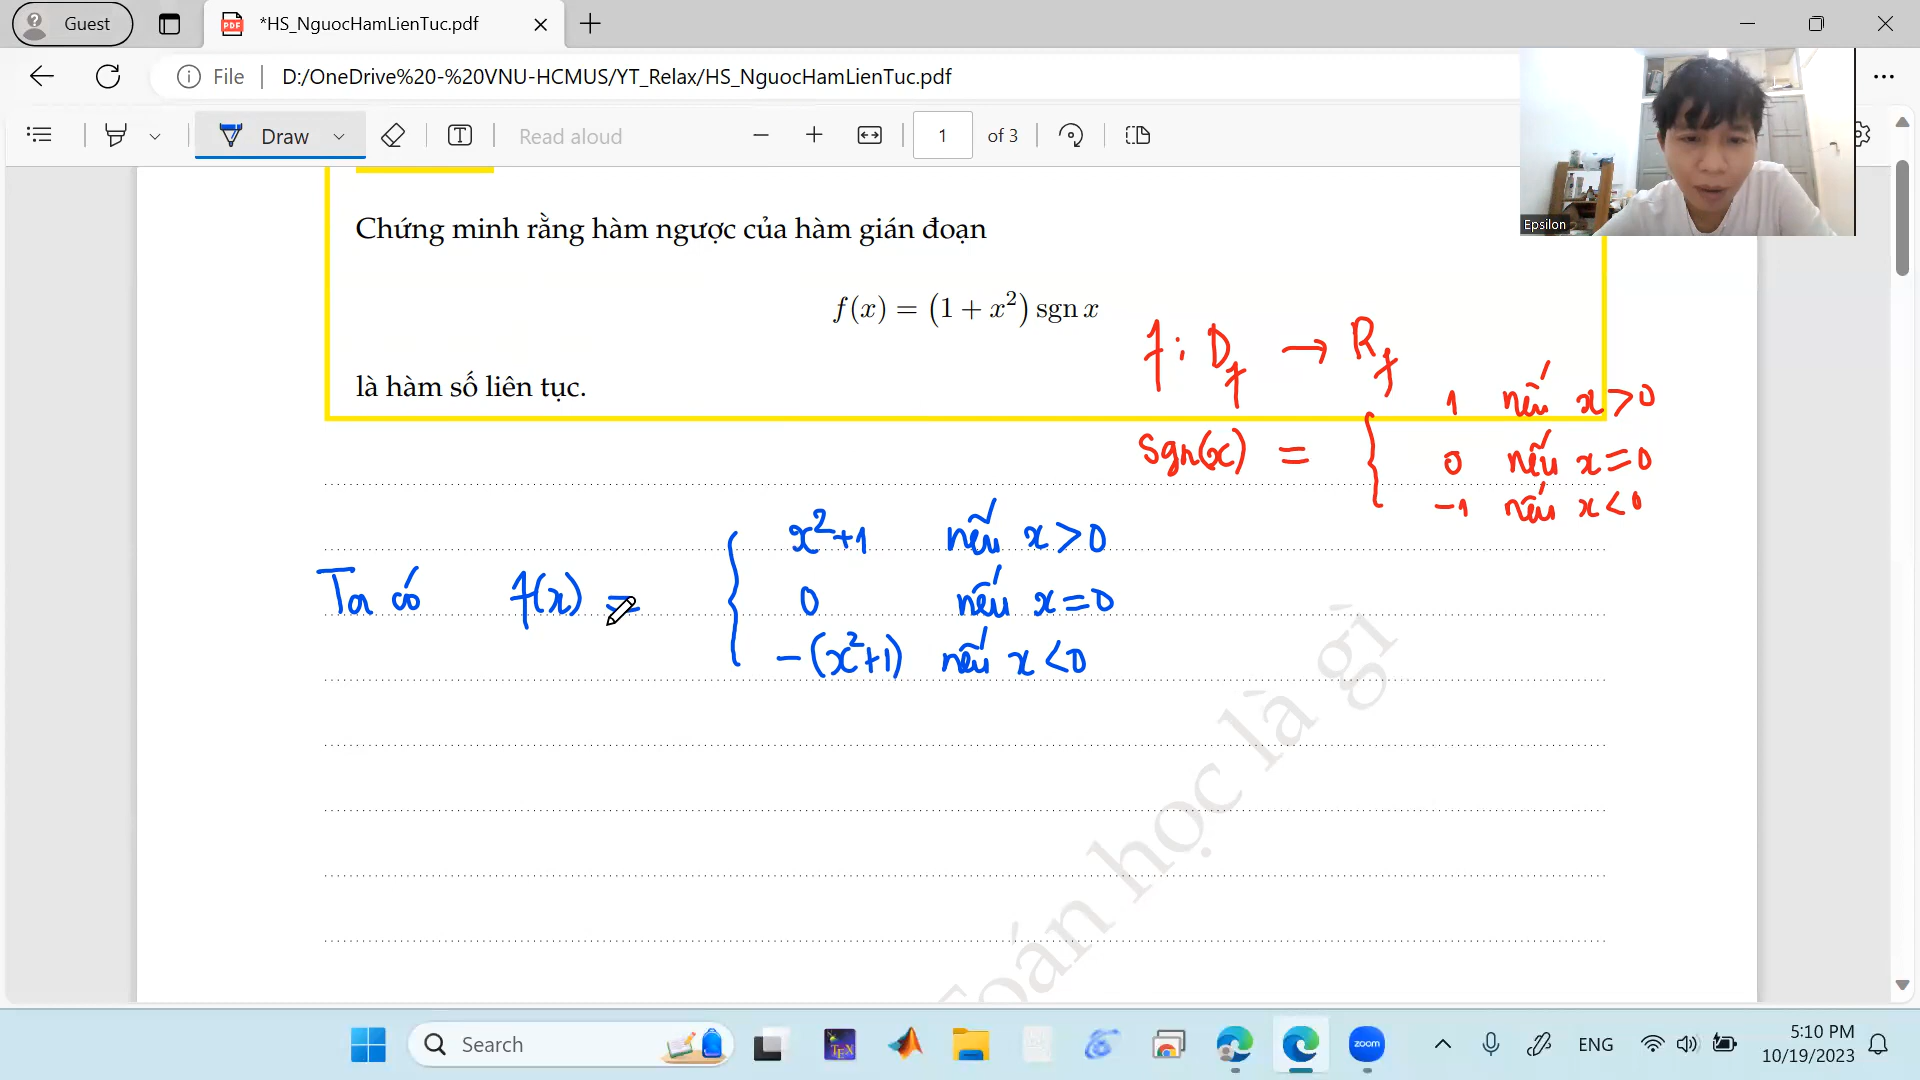 Guest
*HS_NguocHamLienTuc.pdf
File
D:/OneDrive%20-%20VNU-HCMUS/YT_Relax/HS_NguocHamLienTuc.pdf
Draw
Read aloud
1 of 3
Epsilon
Chứng minh rằng hàm ngược của hàm gián đoạn
f(x) = (1 + x²) sgn x
là hàm số liên tục.
f: D_f → R_f
sgn(x) = {
1 nếu x>0
0 nếu x=0
-1 nếu x<0
Ta có f(x) = {
x²+1 nếu x>0
0 nếu x=0
-(x²+1) nếu x<0
Toán học là gì
Search
TEX
zoom
ENG
5:10 PM
10/19/2023